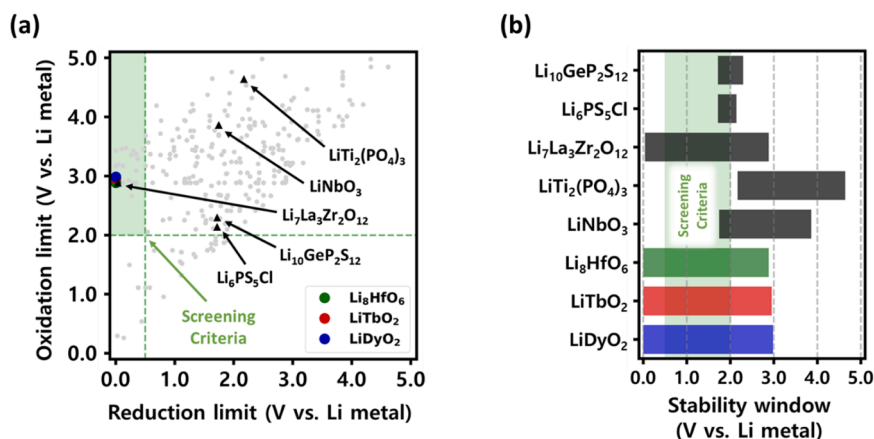 (a)
Oxidation limit (V vs. Li metal)
5.0
4.0
3.0
2.0
1.0
0.0
0.0 1.0 2.0 3.0 4.0 5.0
Reduction limit (V vs. Li metal)
LiTi₂(PO₄)₃
LiNbO₃
Li₇La₃Zr₂O₁₂
Li₁₀GeP₂S₁₂
Li₆PS₅Cl
Screening
Criteria
Li₈HfO₆
LiTbO₂
LiDyO₂
(b)
Li₁₀GeP₂S₁₂
Li₆PS₅Cl
Li₇La₃Zr₂O₁₂
LiTi₂(PO₄)₃
LiNbO₃
Li₈HfO₆
LiTbO₂
LiDyO₂
Screening
Criteria
0.0 1.0 2.0 3.0 4.0 5.0
Stability window
(V vs. Li metal)